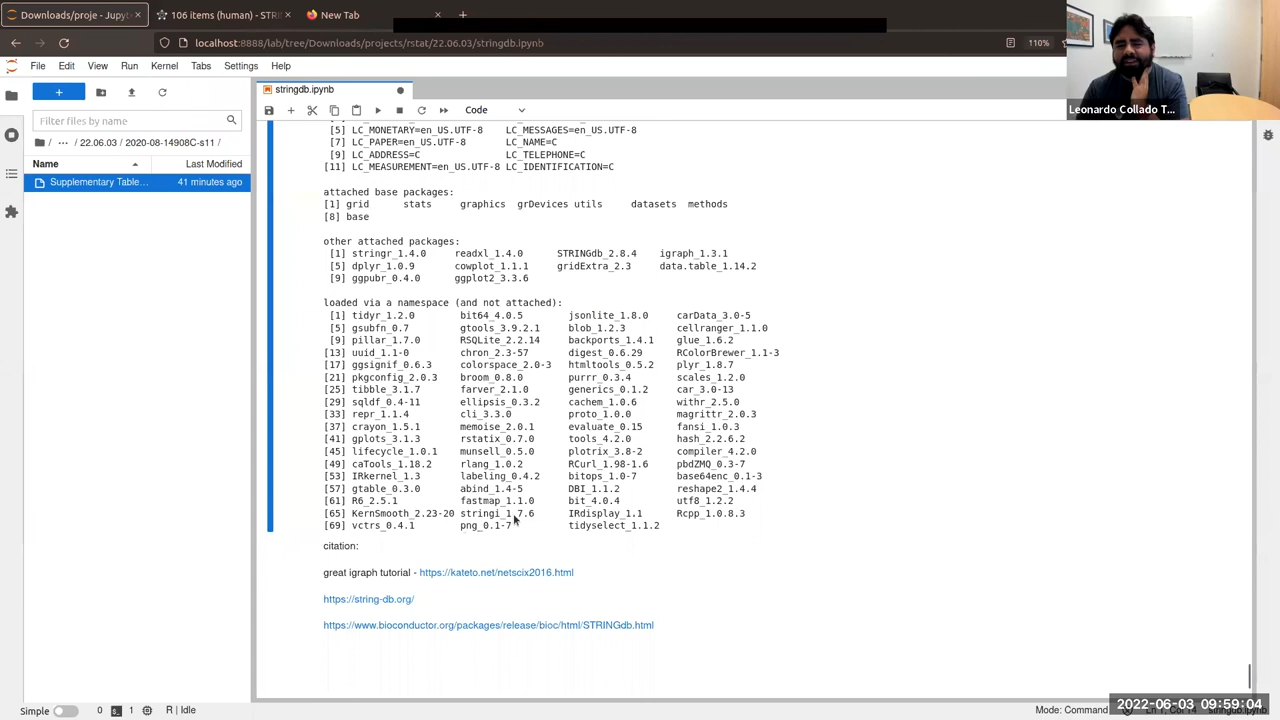 Downloads/proje - Jupyt
106 items (human) - STRI
New Tab
localhost:8888/lab/tree/Downloads/projects/rstat/22.06.03/stringdb.ipynb
110%
Leonardo Collado T...
File Edit View Run Kernel Tabs Settings Help
stringdb.ipynb
Code
Filter files by name
/ ... / 22.06.03 / 2020-08-14908C-s11 /
Name Last Modified
Supplementary Table... 41 minutes ago
[5] LC_MONETARY=en_US.UTF-8 LC_MESSAGES=en_US.UTF-8
[7] LC_PAPER=en_US.UTF-8 LC_NAME=C
[9] LC_ADDRESS=C LC_TELEPHONE=C
[11] LC_MEASUREMENT=en_US.UTF-8 LC_IDENTIFICATION=C
attached base packages:
[1] grid stats graphics grDevices utils datasets methods
[8] base
other attached packages:
[1] stringr_1.4.0 readxl_1.4.0 STRINGdb_2.8.4 igraph_1.3.1
[5] dplyr_1.0.9 cowplot_1.1.1 gridExtra_2.3 data.table_1.14.2
[9] ggpubr_0.4.0 ggplot2_3.3.6
loaded via a namespace (and not attached):
[1] tidyr_1.2.0 bit64_4.0.5 jsonlite_1.8.0 carData_3.0-5
[5] gsubfn_0.7 gtools_3.9.2.1 blob_1.2.3 cellranger_1.1.0
[9] pillar_1.7.0 RSQLite_2.2.14 backports_1.4.1 glue_1.6.2
[13] uuid_1.1-0 chron_2.3-57 digest_0.6.29 RColorBrewer_1.1-3
[17] ggsignif_0.6.3 colorspace_2.0-3 htmltools_0.5.2 plyr_1.8.7
[21] pkgconfig_2.0.3 broom_0.8.0 purrr_0.3.4 scales_1.2.0
[25] tibble_3.1.7 farver_2.1.0 generics_0.1.2 car_3.0-13
[29] sqldf_0.4-11 ellipsis_0.3.2 cachem_1.0.6 withr_2.5.0
[33] repr_1.1.4 cli_3.3.0 proto_1.0.0 magrittr_2.0.3
[37] crayon_1.5.1 memoise_2.0.1 evaluate_0.15 fansi_1.0.3
[41] gplots_3.1.3 rstatix_0.7.0 tools_4.2.0 hash_2.2.6.2
[45] lifecycle_1.0.1 munsell_0.5.0 plotrix_3.8-2 compiler_4.2.0
[49] caTools_1.18.2 rlang_1.0.2 RCurl_1.98-1.6 pbdZMQ_0.3-7
[53] IRkernel_1.3 labeling_0.4.2 bitops_1.0-7 base64enc_0.1-3
[57] gtable_0.3.0 abind_1.4-5 DBI_1.1.2 reshape2_1.4.4
[61] R6_2.5.1 fastmap_1.1.0 bit_4.0.4 utf8_1.2.2
[65] KernSmooth_2.23-20 stringi_1.7.6 IRdisplay_1.1 Rcpp_1.0.8.3
[69] vctrs_0.4.1 png_0.1-7 tidyselect_1.1.2
citation:
great igraph tutorial - https://kateto.net/netscix2016.html
https://string-db.org/
https://www.bioconductor.org/packages/release/bioc/html/STRINGdb.html
Simple 0 1 R | Idle
Mode: Command
2022-06-03 09:59:04